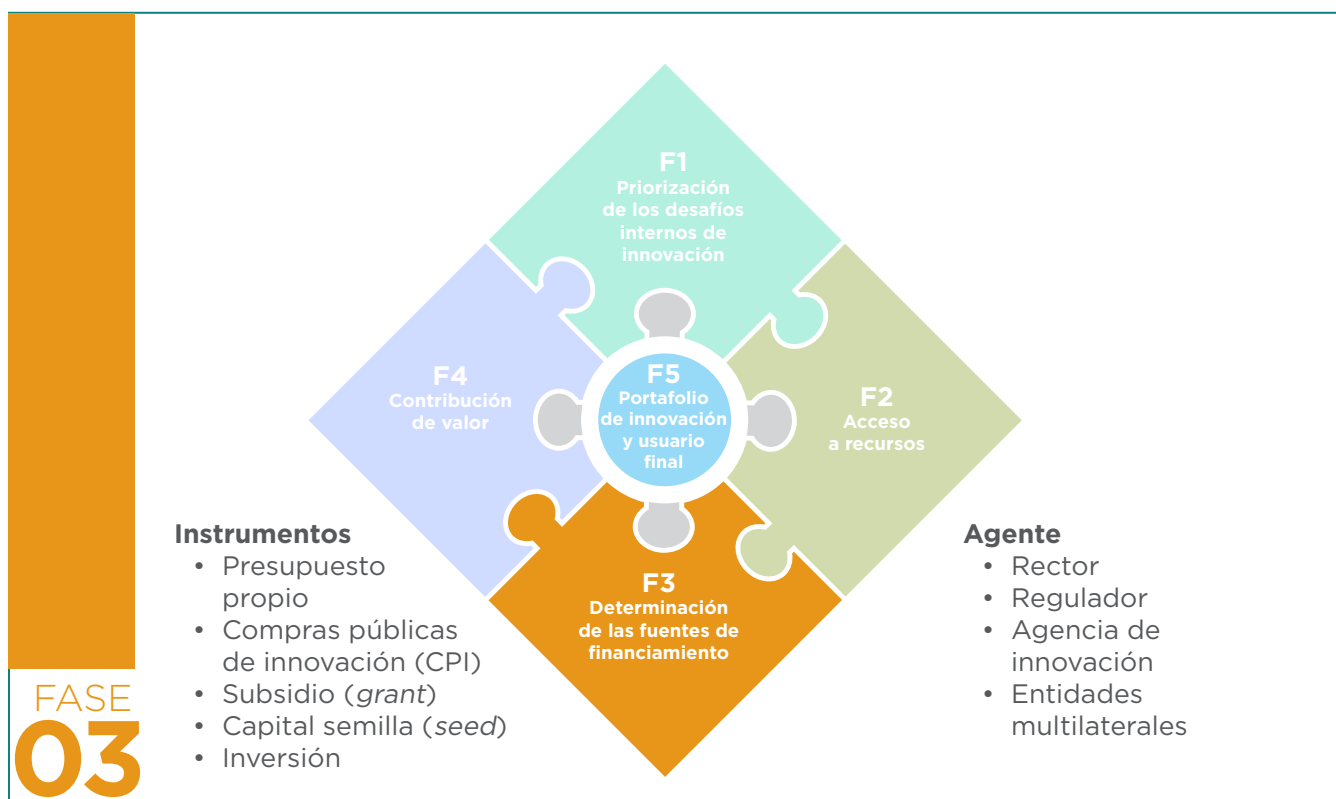 F1
Priorización
de los desafíos
internos de
innovación
F4
Contribución
de valor
F5
Portafolio
de innovación
y usuario
final
F2
Acceso
a recursos
F3
Determinación
de las fuentes de
financiamiento
Instrumentos
• Presupuesto
propio
• Compras públicas
de innovación (CPI)
• Subsidio (grant)
• Capital semilla (seed)
• Inversión
Agente
• Rector
• Regulador
• Agencia de
innovación
• Entidades
multilaterales
FASE
03